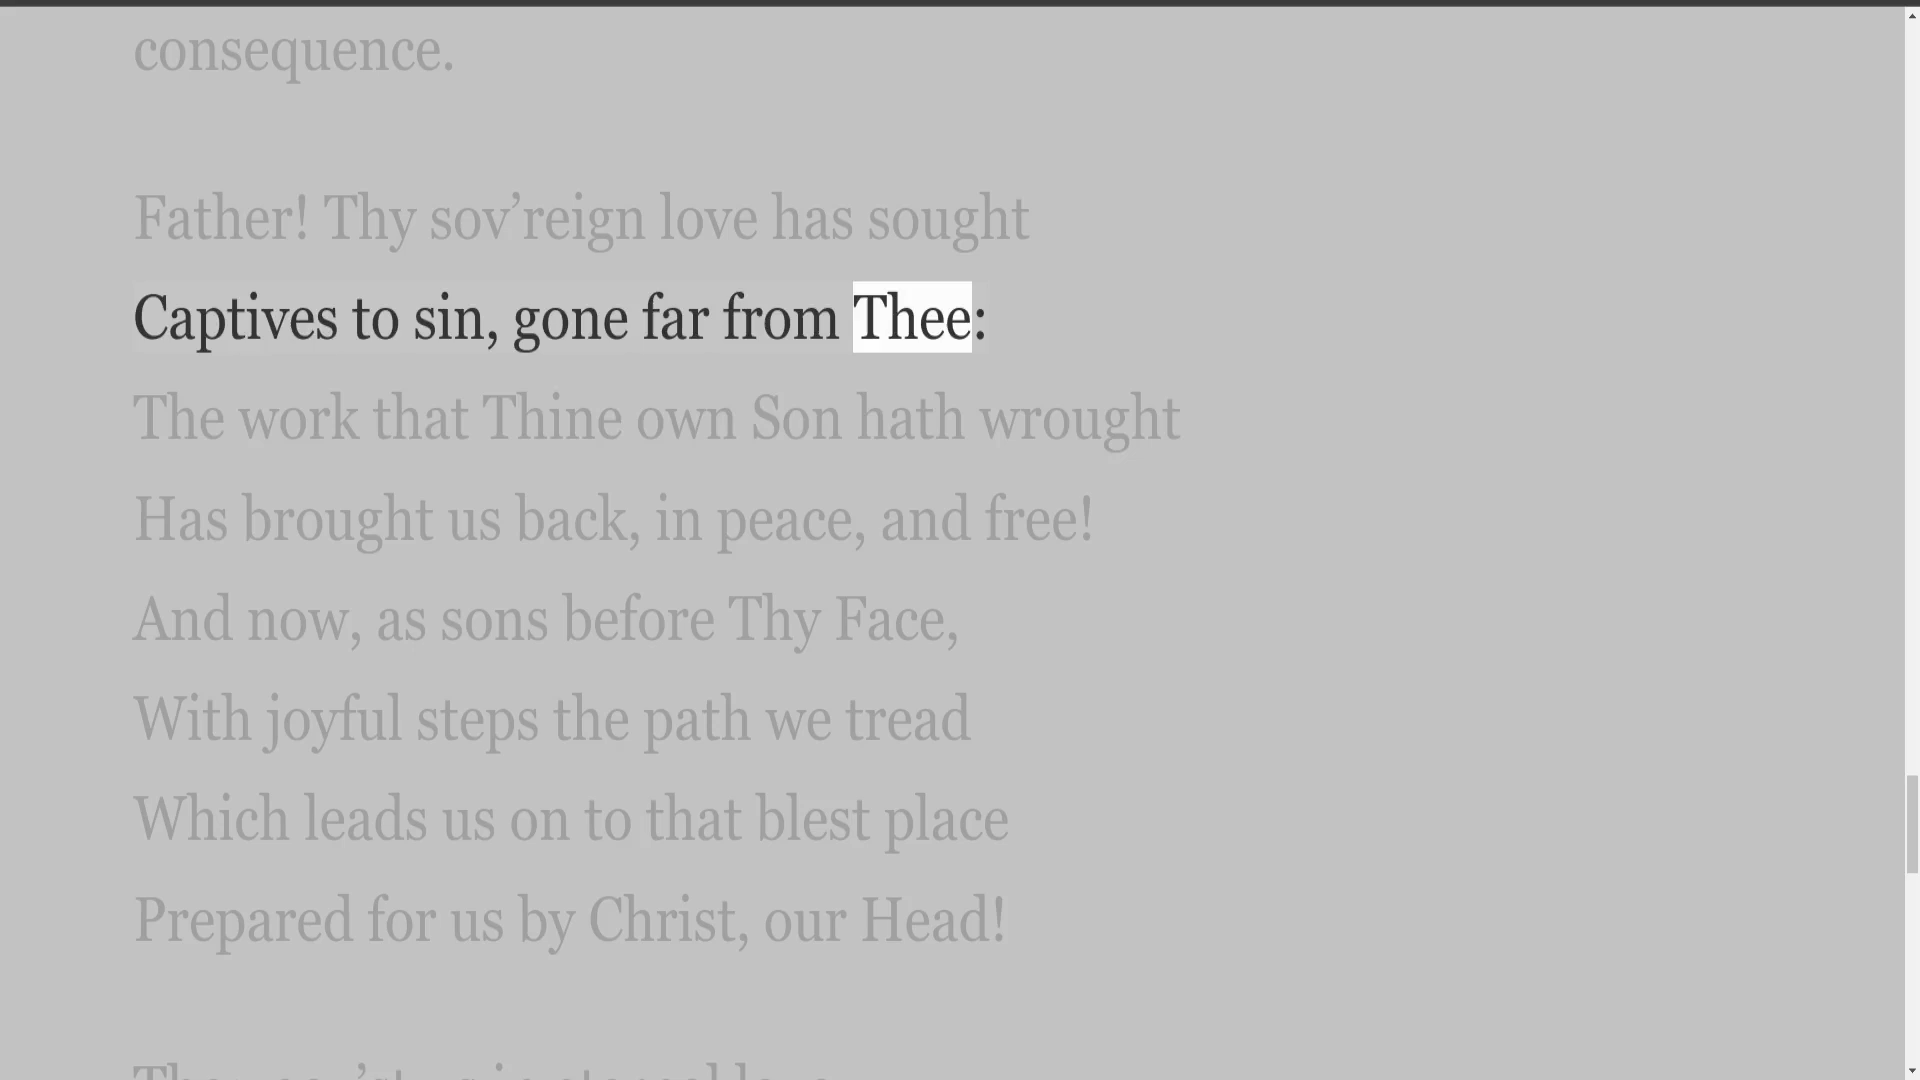 consequence.
Father! Thy sov’reign love has sought
Captives to sin, gone far from Thee:
The work that Thine own Son hath wrought
Has brought us back, in peace, and free!
And now, as sons before Thy Face,
With joyful steps the path we tread
Which leads us on to that blest place
Prepared for us by Christ, our Head!